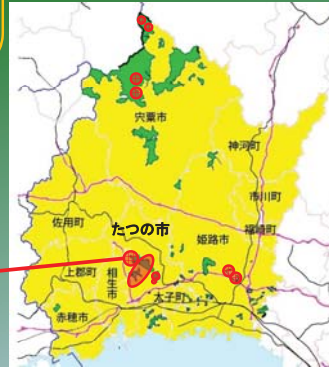 宍粟市
神河町
市川町
たつの市
佐用町
姫路市
福崎町
上郡町
相生市
太子町
赤穂市